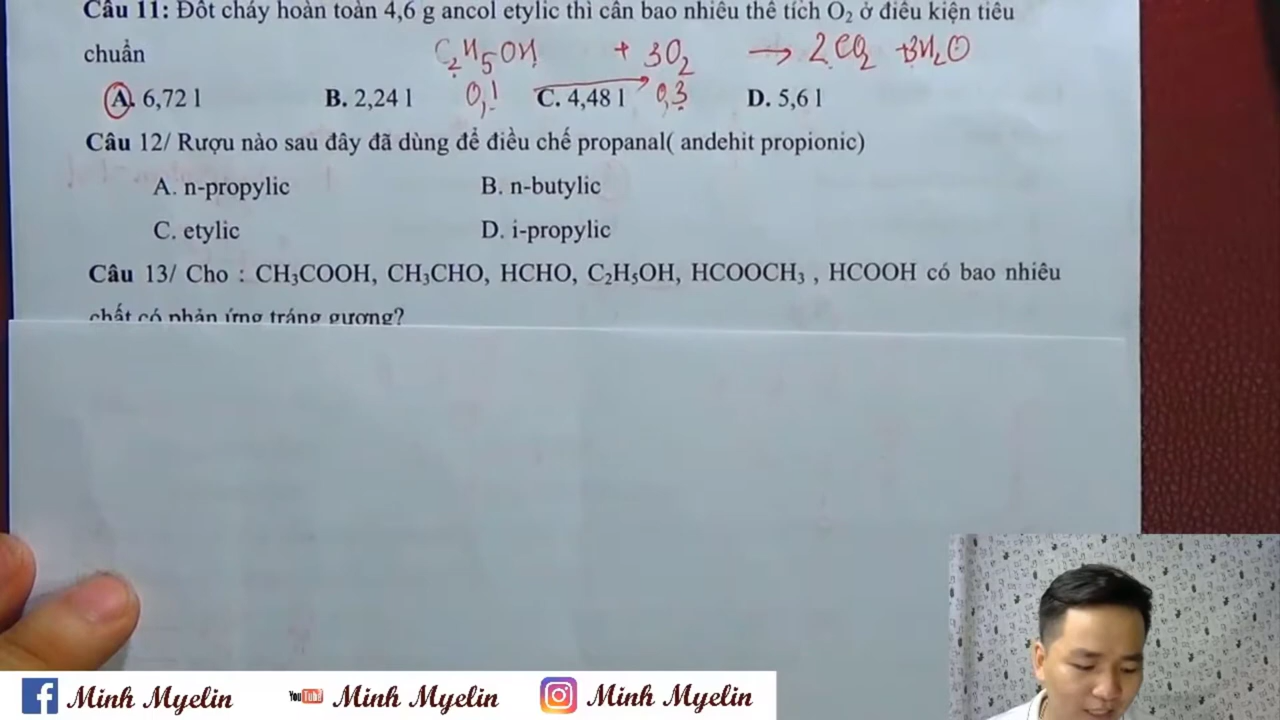 Câu 11: Đốt cháy hoàn toàn 4,6 g ancol etylic thì cần bao nhiêu thể tích O₂ ở điều kiện tiêu
chuẩn
C₂H₅OH + 3O₂ → 2CO₂ +3H₂O
A. 6,72 l B. 2,24 l 0,1 C. 4,48 l 0,3 D. 5,6 l
Câu 12/ Rượu nào sau đây đã dùng để điều chế propanal( andehit propionic)
A. n-propylic B. n-butylic
C. etylic D. i-propylic
Câu 13/ Cho : CH₃COOH, CH₃CHO, HCHO, C₂H₅OH, HCOOCH₃ , HCOOH có bao nhiêu
chất có phản ứng tráng gương?
f Minh Myelin YouTube Minh Myelin Minh Myelin